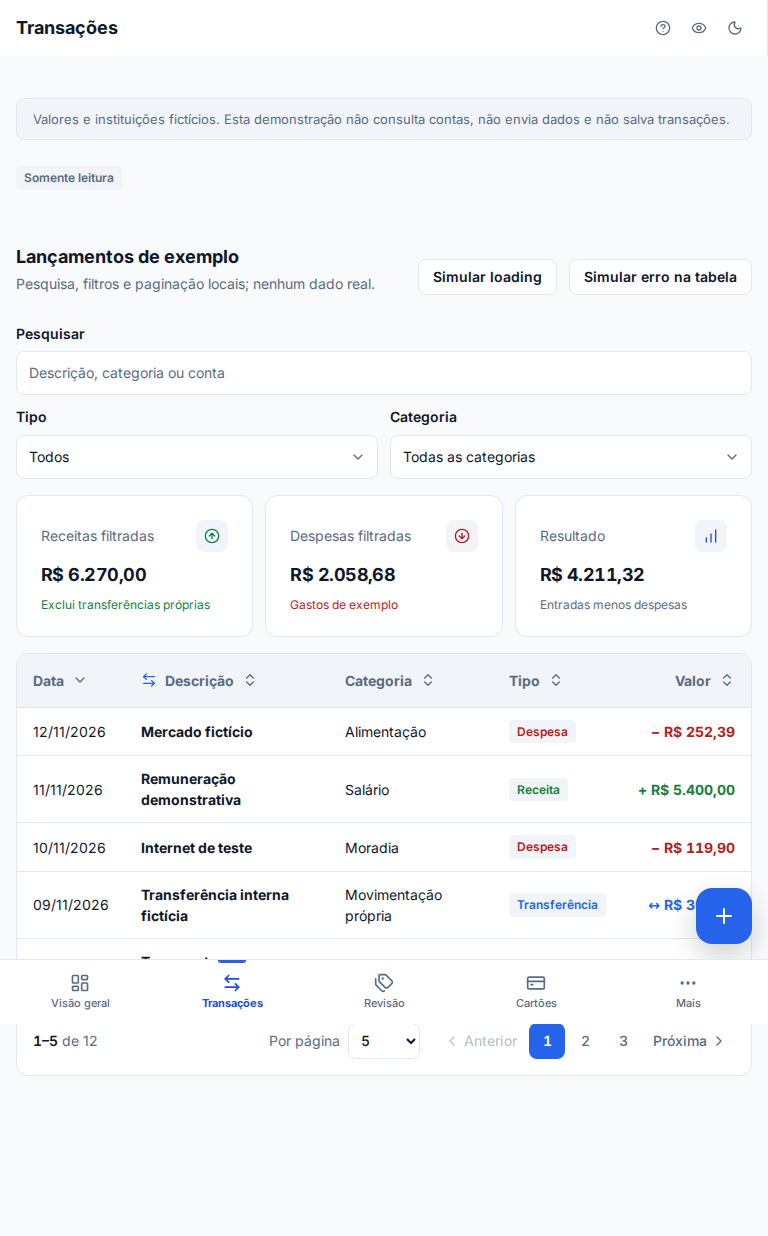 Transações
Valores e instituições fictícios. Esta demonstração não consulta contas, não envia dados e não salva transações.
Somente leitura
Lançamentos de exemplo
Pesquisa, filtros e paginação locais; nenhum dado real.
Simular loading
Simular erro na tabela
Pesquisar
Descrição, categoria ou conta
Tipo
Categoria
Todos
Todas as categorias
Receitas filtradas
R$ 6.270,00
Exclui transferências próprias
Despesas filtradas
R$ 2.058,68
Gastos de exemplo
Resultado
R$ 4.211,32
Entradas menos despesas
Data Descrição Categoria Tipo Valor
12/11/2026 Mercado fictício Alimentação Despesa − R$ 252,39
11/11/2026 Remuneração demonstrativa Salário Receita + R$ 5.400,00
10/11/2026 Internet de teste Moradia Despesa − R$ 119,90
09/11/2026 Transferência interna fictícia Movimentação própria Transferência ↔ R$
Visão geral
Transações
Revisão
Cartões
Mais
1–5 de 12
Por página 5
Anterior 1 2 3 Próxima